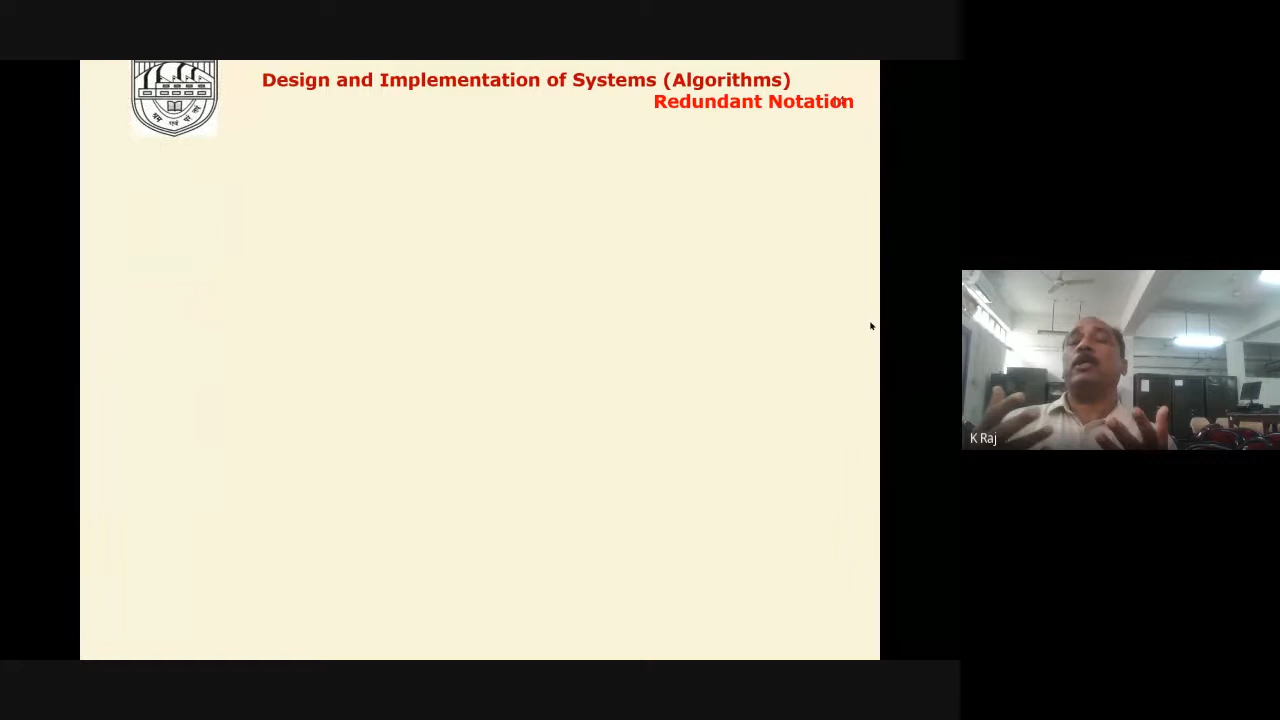 Design and Implementation of Systems (Algorithms)
Redundant Notation
K Raj